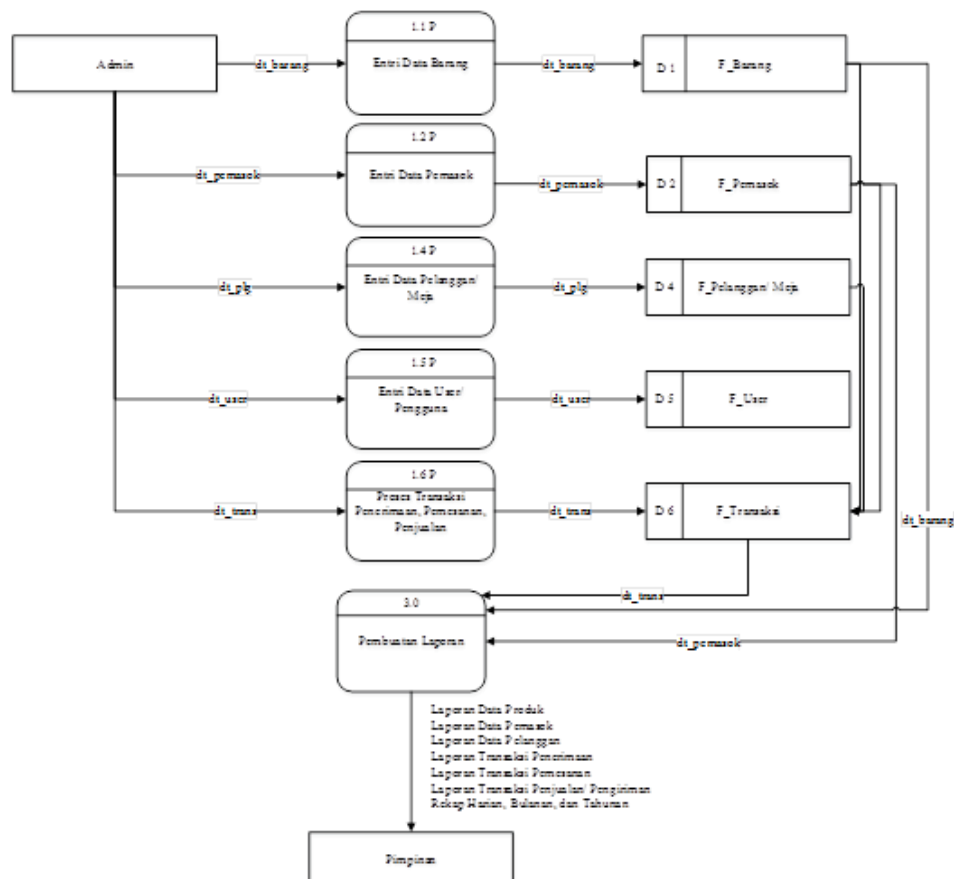 1.1 P
Admin
dt_barang
Entri Data Barang
dt_barang
D 1
F_Barang
1.2 P
dt_pemasok
Entri Data Pemasok
dt_pemasok
D 2
F_Pemasok
1.4 P
dt_plg
Entri Data Pelanggan/
Meja
dt_plg
D 4
F_Pelanggan/ Meja
1.5 P
dt_user
Entri Data User/
Pengguna
dt_user
D 5
F_User
1.6 P
dt_trans
Proses Transaksi
Penerimaan, Pemesanan,
Penjualan
dt_trans
D 6
F_Transaksi
dt_barang
dt_trans
3.0
Pembuatan Laporan
dt_pemasok
Laporan Data Produk
Laporan Data Pemasok
Laporan Data Pelanggan
Laporan Transaksi Penerimaan
Laporan Transaksi Pemesanan
Laporan Transaksi Penjualan/ Pengiriman
Rekap Harian, Bulanan, dan Tahunan
Pimpinan